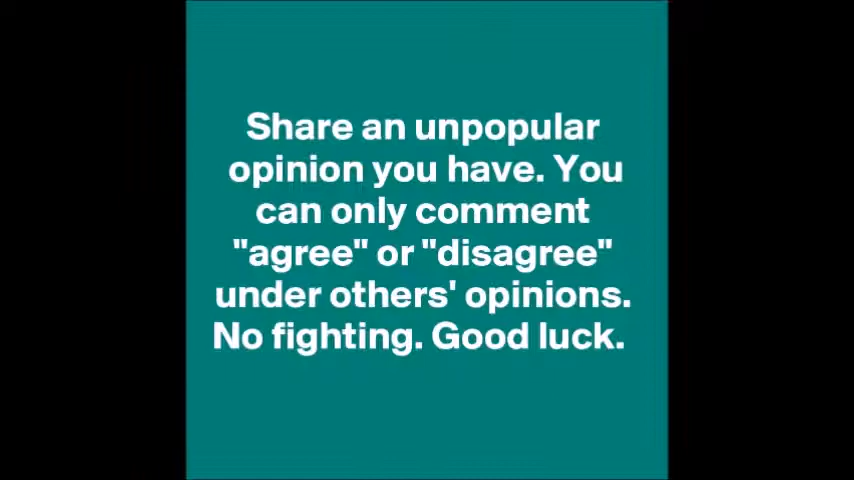 Share an unpopular
opinion you have. You
can only comment
"agree" or "disagree"
under others' opinions.
No fighting. Good luck.